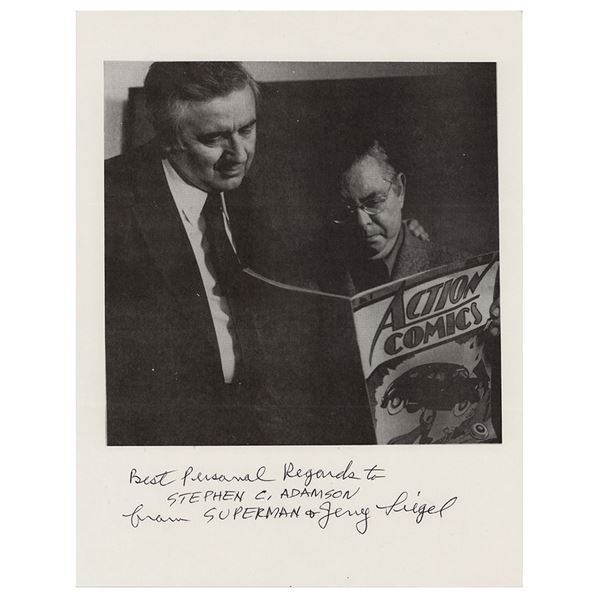 ACTION
COMICS
Best Personal Regards to
STEPHEN C. ADAMSON
from SUPERMAN & Jerry Siegel